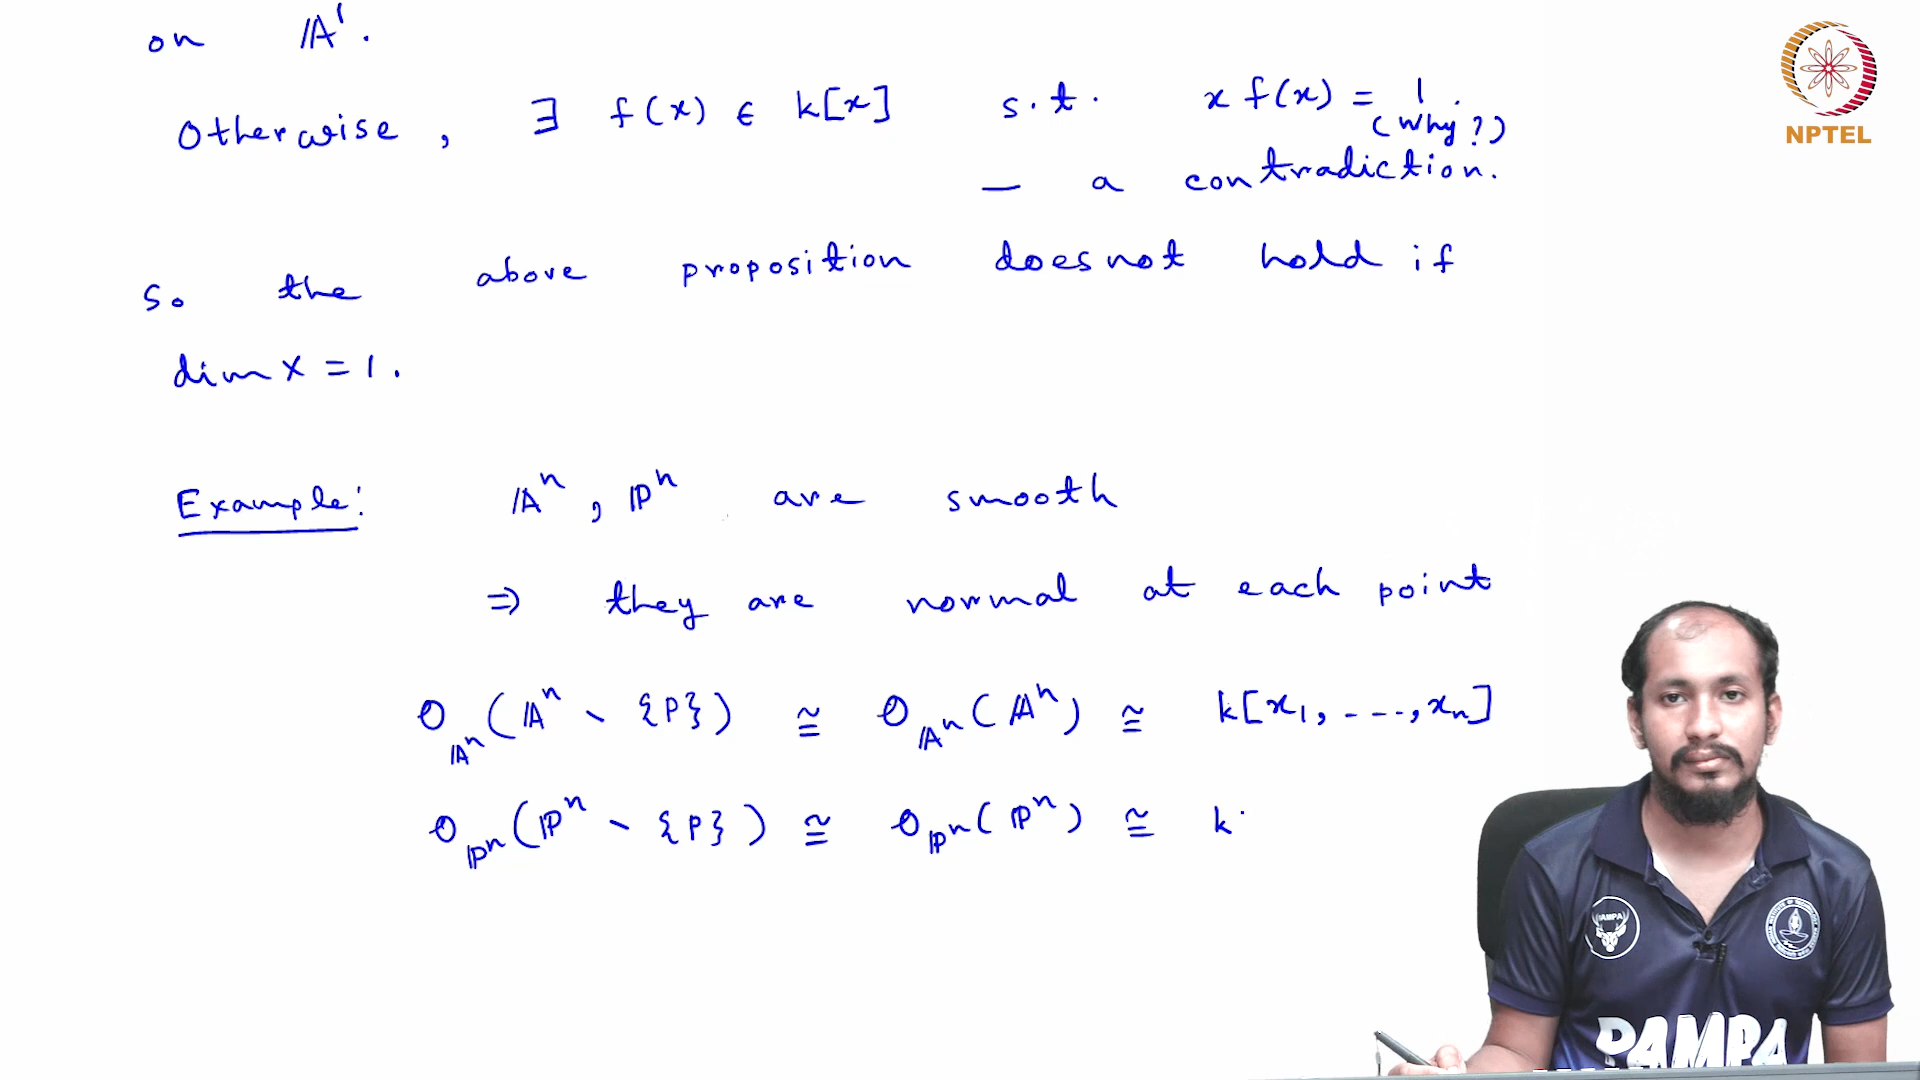 on 𝔸¹.
Otherwise, ∃ f(x) ∈ k[x] s.t. x f(x) = 1.
(Why?)
— a contradiction.
So the above proposition does not hold if
dim X = 1.
Example: 𝔸ⁿ, ℙⁿ are smooth
⇒ they are normal at each point
𝒪_𝔸ⁿ(𝔸ⁿ ∖ {P}) ≅ 𝒪_𝔸ⁿ(𝔸ⁿ) ≅ k[x₁, ---, xₙ]
𝒪_ℙⁿ(ℙⁿ ∖ {P}) ≅ 𝒪_ℙⁿ(ℙⁿ) ≅ k.
NPTEL
PAMPA
PAMPA